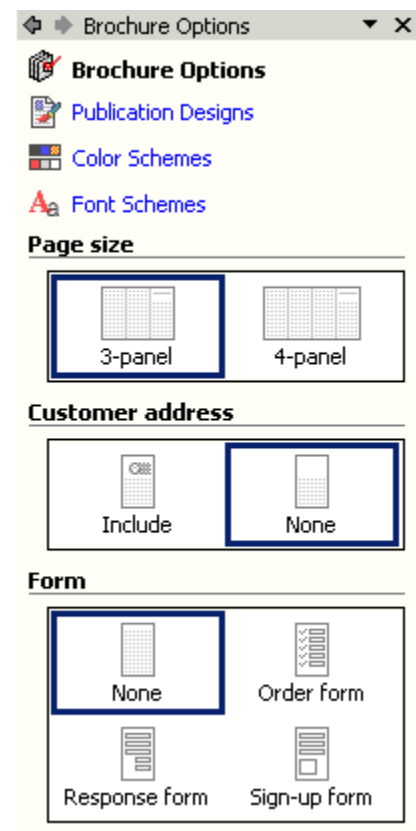 Brochure Options
Brochure Options
Publication Designs
Color Schemes
Aa Font Schemes
Page size
3-panel 4-panel
Customer address
Include None
Form
None Order form
Response form Sign-up form